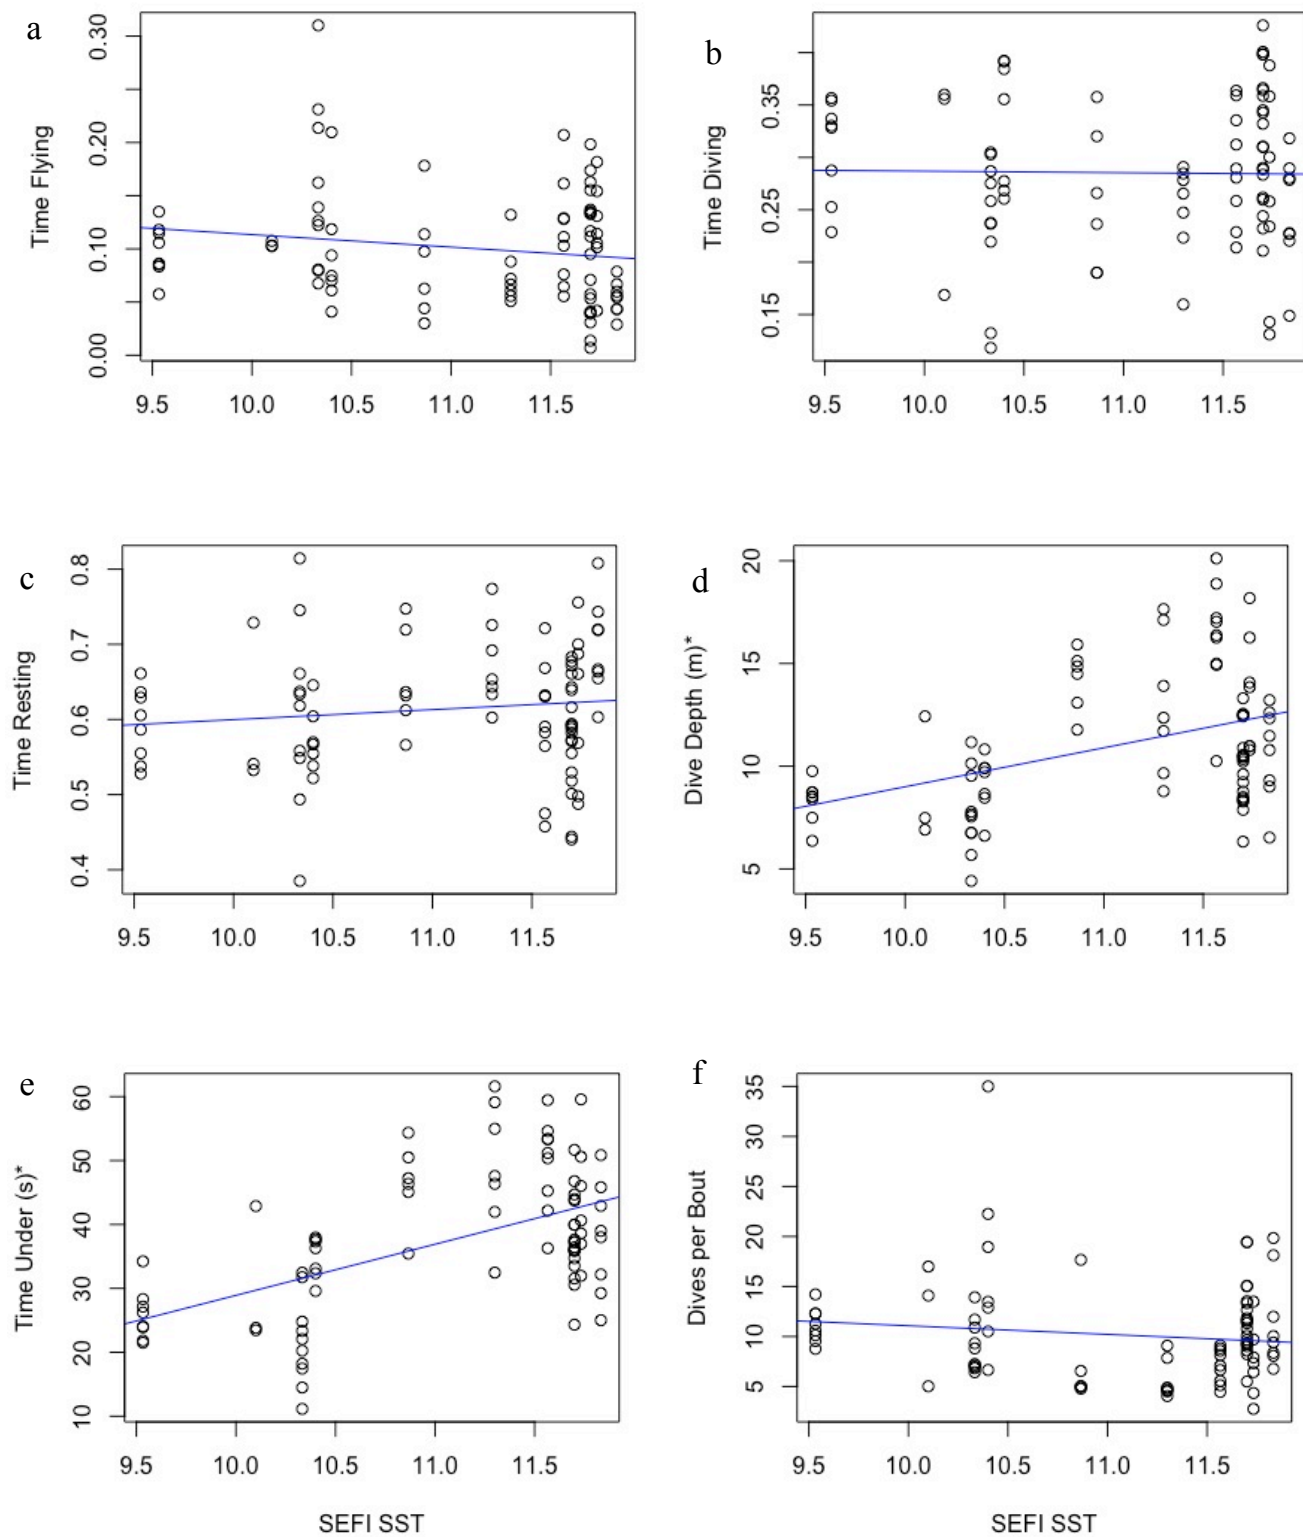 a
Time Flying
0.30
0.20
0.10
0.00
9.5 10.0 10.5 11.0 11.5
b
Time Diving
0.35
0.25
0.15
9.5 10.0 10.5 11.0 11.5
c
Time Resting
0.8
0.7
0.6
0.5
0.4
9.5 10.0 10.5 11.0 11.5
d
Dive Depth (m)*
20
15
10
5
9.5 10.0 10.5 11.0 11.5
e
Time Under (s)*
60
50
40
30
20
10
9.5 10.0 10.5 11.0 11.5
SEFI SST
f
Dives per Bout
35
30
25
20
15
10
5
9.5 10.0 10.5 11.0 11.5
SEFI SST